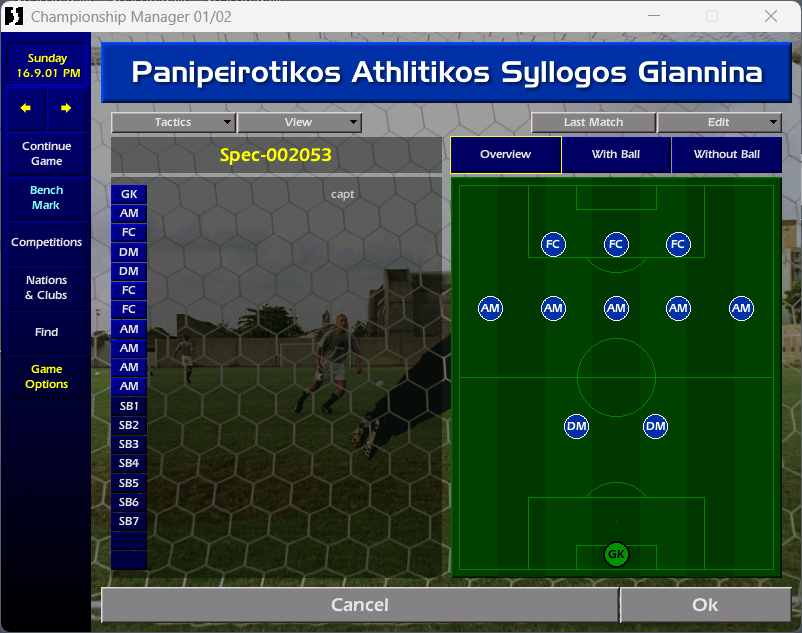 Championship Manager 01/02
Sunday
16.9.01 PM
Panipeirotikos Athlitikos Syllogos Giannina
Continue
Game
Bench
Mark
Competitions
Nations
& Clubs
Find
Game
Options
Tactics
View
Last Match
Edit
Spec-002053
Overview
With Ball
Without Ball
GK
capt
AM
FC
DM
DM
FC
FC
AM
AM
AM
AM
SB1
SB2
SB3
SB4
SB5
SB6
SB7
FC FC FC
AM AM AM AM AM
DM DM
GK
Cancel
Ok